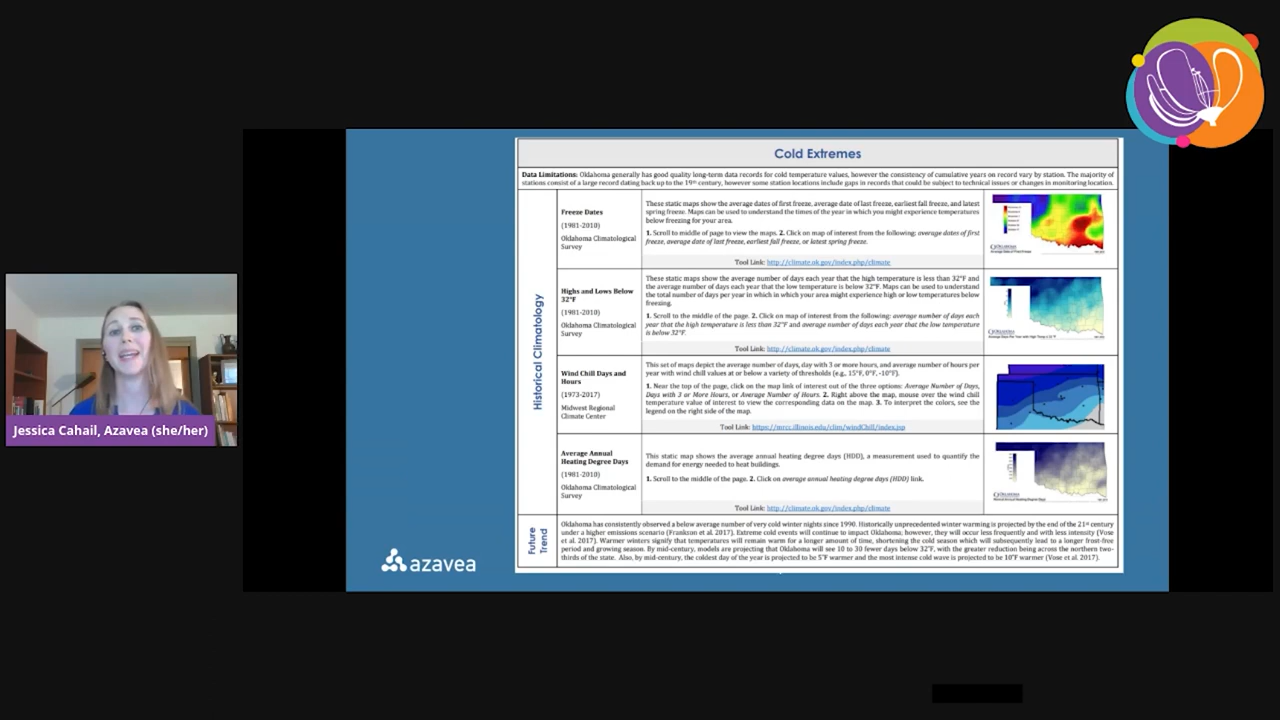 Cold Extremes
Data Limitations: Oklahoma generally has good quality long-term data records for cold temperature values, however the consistency of cumulative years on record vary by station. The majority of
stations consist of a large record dating back up to the 19th century, however some station locations include gaps in records that could be subject to technical issues or changes in monitoring location.
Historical Climatology
Freeze Dates
(1981-2010)
Oklahoma Climatological
Survey
These static maps show the average dates of first freeze, average date of last freeze, earliest fall freeze, and latest
spring freeze. Maps can be used to understand the times of the year in which you might experience temperatures
below freezing for your area.
1. Scroll to middle of page to view the maps. 2. Click on map of interest from the following: average dates of first
freeze, average date of last freeze, earliest fall freeze, or latest spring freeze.
Tool Link: http://climate.ok.gov/index.php/climate
Highs and Lows Below
32°F
(1981-2010)
Oklahoma Climatological
Survey
These static maps show the average number of days each year that the high temperature is less than 32°F and
the average number of days each year that the low temperature is below 32°F. Maps can be used to understand
the total number of days per year in which in which your area might experience high or low temperatures below
freezing.
1. Scroll to the middle of the page. 2. Click on map of interest from the following: average number of days each
year that the high temperature is less than 32°F and average number of days each year that the low temperature
is below 32°F.
Tool Link: http://climate.ok.gov/index.php/climate
Wind Chill Days and
Hours
(1973-2017)
Midwest Regional
Climate Center
This set of maps depict the average number of days, day with 3 or more hours, and average number of hours per
year with wind chill values at or below a variety of thresholds (e.g., 15°F, 0°F, -10°F).
1. Near the top of the page, click on the map link of interest out of the three options: Average Number of Days,
Days with 3 or More Hours, or Average Number of Hours. 2. Right above the map, mouse over the wind chill
temperature value of interest to view the corresponding data on the map. 3. To interpret the colors, see the
legend on the right side of the map.
Tool Link: https://mrcc.illinois.edu/clim/windChill/index.jsp
Average Annual
Heating Degree Days
(1981-2010)
Oklahoma Climatological
Survey
This static map shows the average annual heating degree days (HDD), a measurement used to quantify the
demand for energy needed to heat buildings.
1. Scroll to the middle of the page. 2. Click on average annual heating degree days (HDD) link.
Tool Link: http://climate.ok.gov/index.php/climate
Future
Trend
Oklahoma has consistently observed a below average number of very cold winter nights since 1990. Historically unprecedented winter warming is projected by the end of the 21st century
under a higher emissions scenario (Frankson et al. 2017). Extreme cold events will continue to impact Oklahoma; however, they will occur less frequently and with less intensity (Vose
et al. 2017). Warmer winters signify that temperatures will remain warm for a longer amount of time, shortening the cold season which will subsequently lead to a longer frost-free
period and growing season. By mid-century, models are projecting that Oklahoma will see 10 to 30 fewer days below 32°F, with the greater reduction being across the northern two-
thirds of the state. Also, by mid-century, the coldest day of the year is projected to be 5°F warmer and the most intense cold wave is projected to be 10°F warmer (Vose et al. 2017).
azavea
Jessica Cahail, Azavea (she/her)